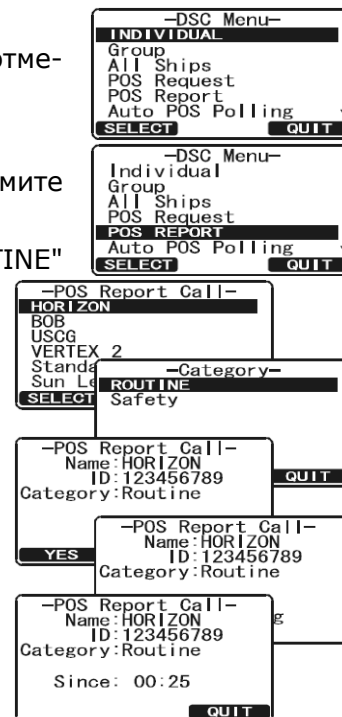 отме-
мите
TINE"
—DSC Menu—
INDIVIDUAL
Group
All Ships
POS Request
POS Report
Auto POS Polling
SELECT QUIT
—DSC Menu—
Individual
Group
All Ships
POS Request
POS REPORT
Auto POS Polling
SELECT QUIT
—POS Report Call—
HORIZON
BOB
USCG
VERTEX 2
Standa
Sun Le
SELECT
—Category—
ROUTINE
Safety
QUIT
—POS Report Call—
Name:HORIZON
ID:123456789
Category:Routine
YES
—POS Report Call—
Name:HORIZON
ID:123456789
Category:Routine
g
—POS Report Call—
Name:HORIZON
ID:123456789
Category:Routine
Since: 00:25
QUIT